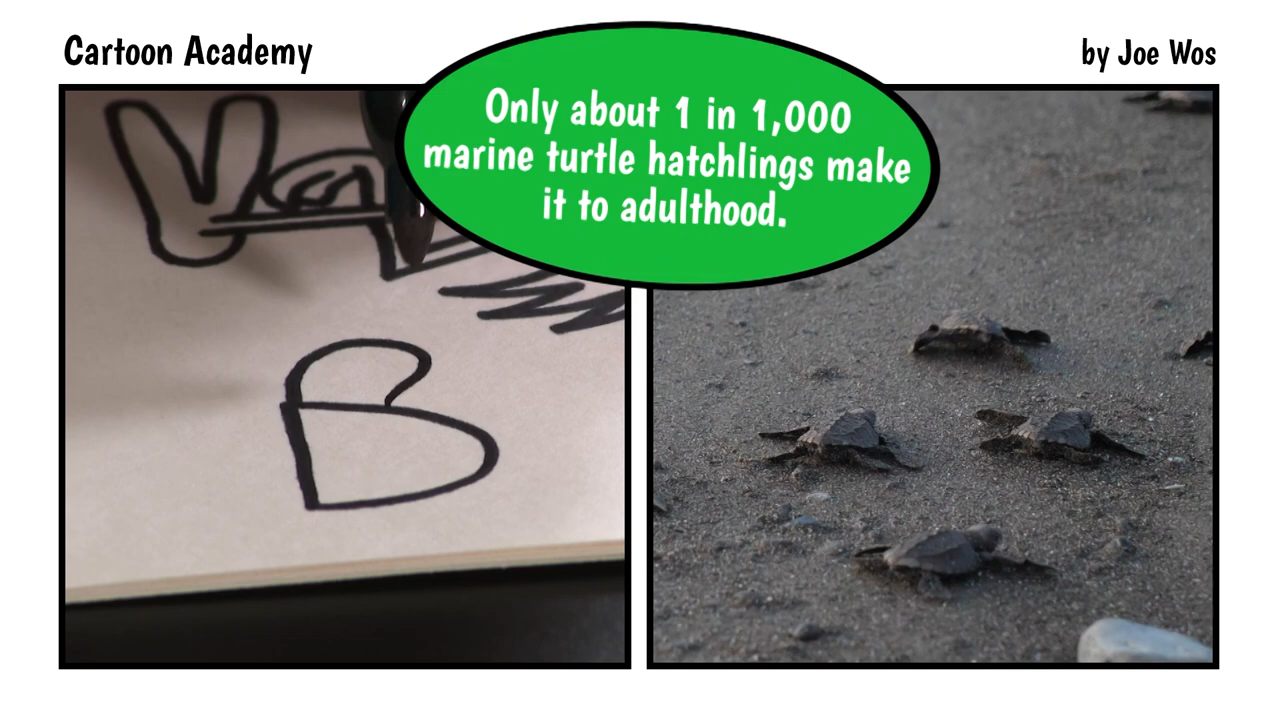 Cartoon Academy
by Joe Wos
Only about 1 in 1,000
marine turtle hatchlings make
it to adulthood.
B